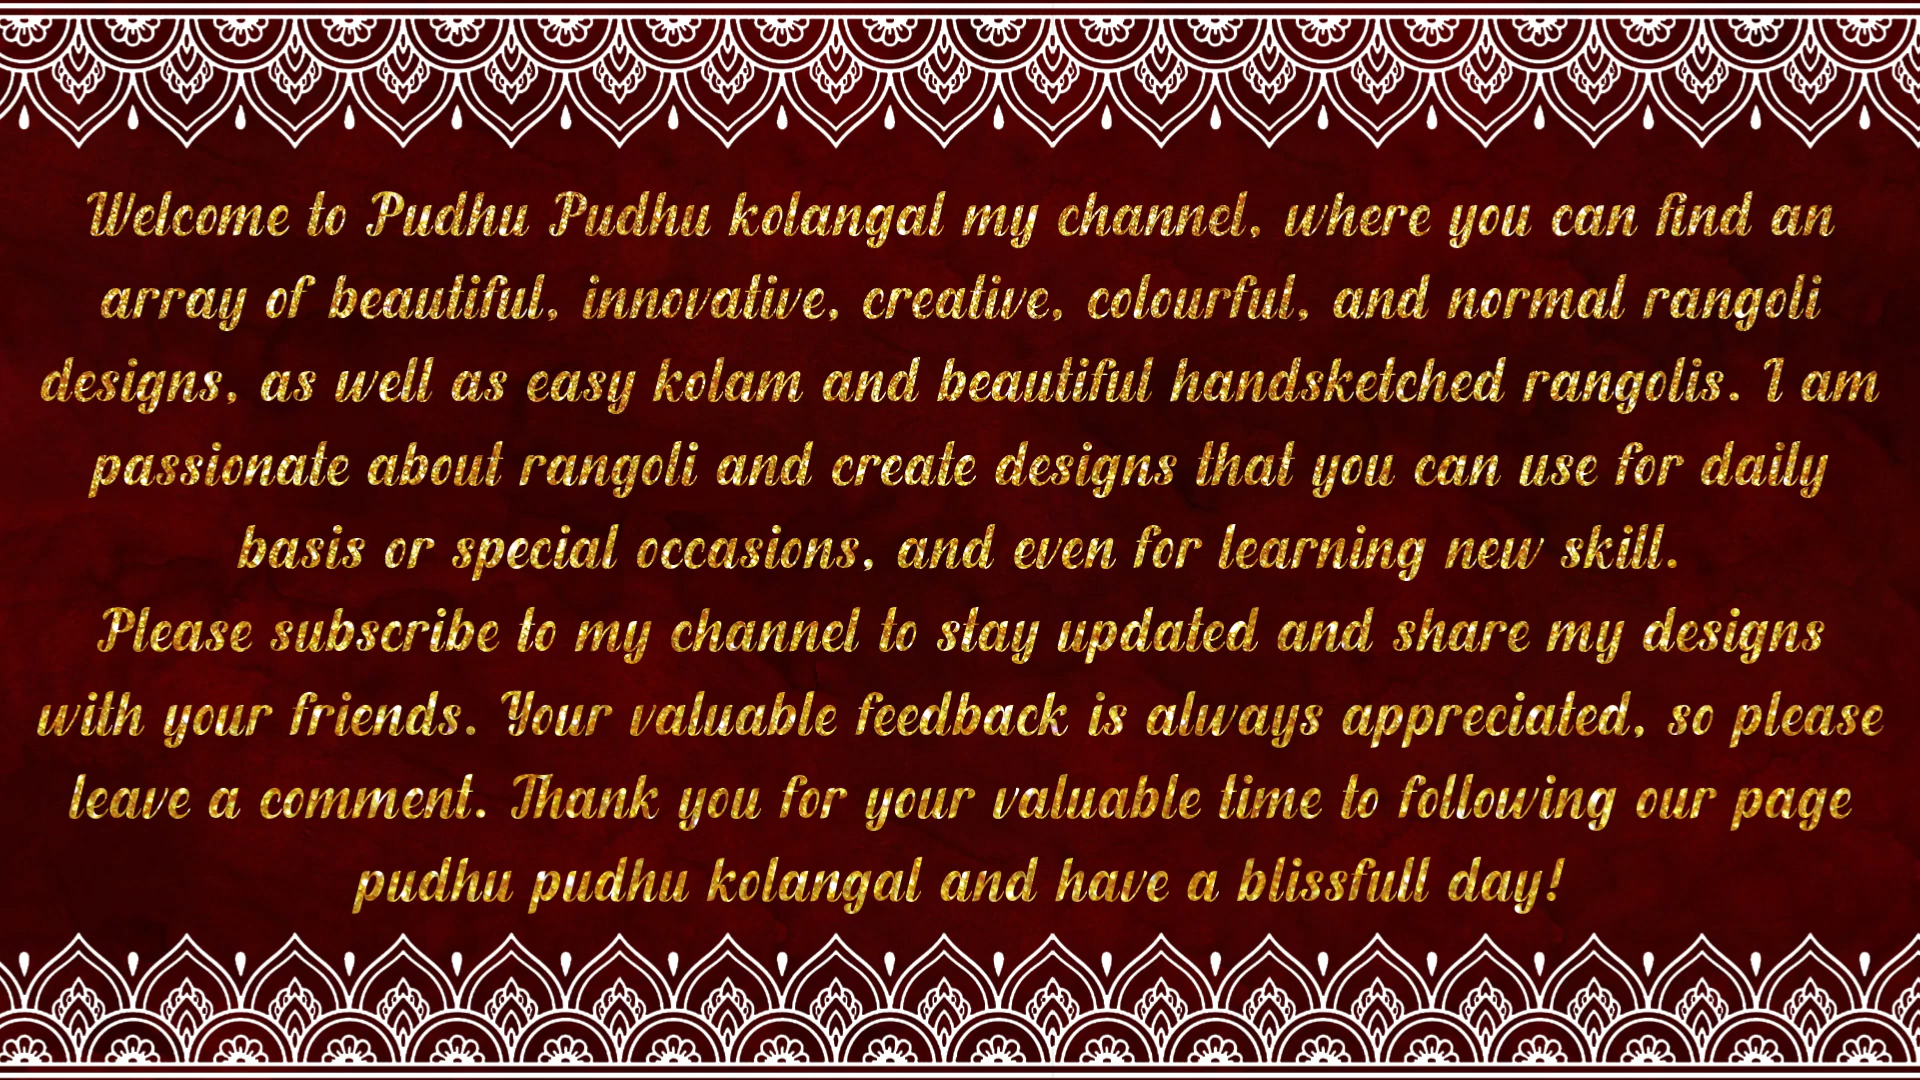 Welcome to Pudhu Pudhu kolangal my channel, where you can find an
array of beautiful, innovative, creative, colourful, and normal rangoli
designs, as well as easy kolam and beautiful handsketched rangolis. I am
passionate about rangoli and create designs that you can use for daily
basis or special occasions, and even for learning new skill.
Please subscribe to my channel to stay updated and share my designs
with your friends. Your valuable feedback is always appreciated, so please
leave a comment. Thank you for your valuable time to following our page
pudhu pudhu kolangal and have a blissfull day!